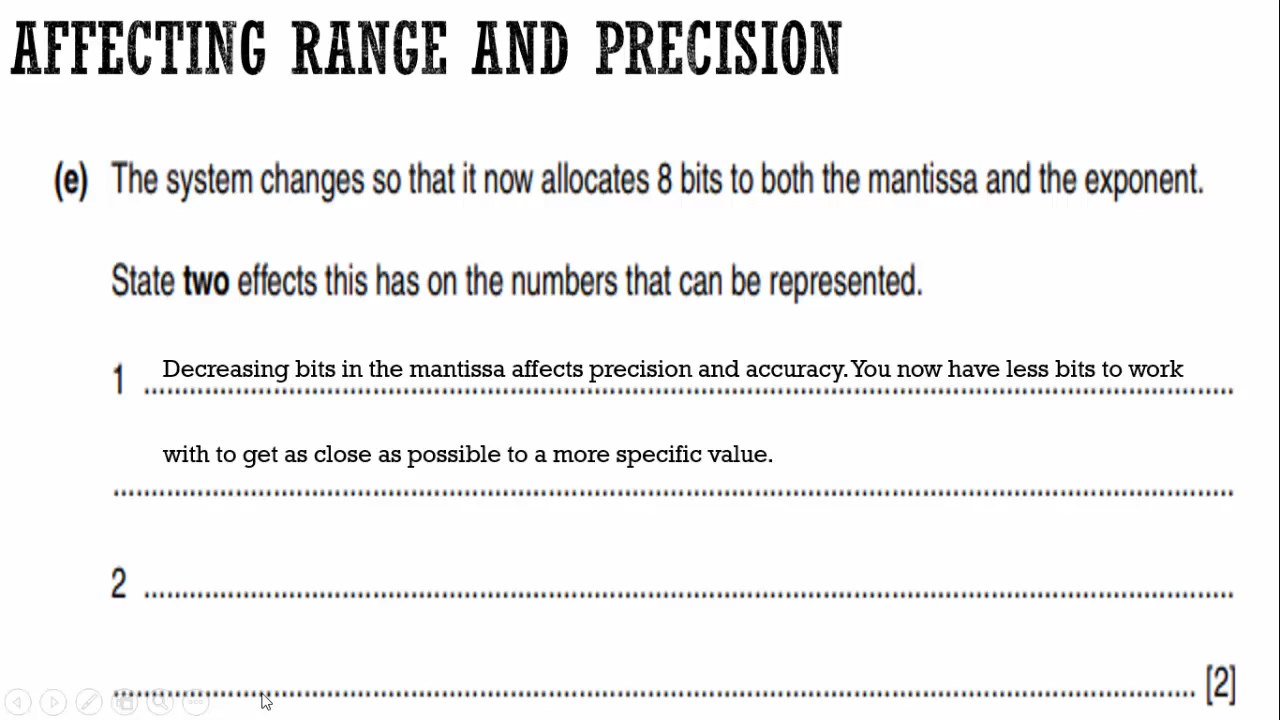 AFFECTING RANGE AND PRECISION
(e) The system changes so that it now allocates 8 bits to both the mantissa and the exponent.
State two effects this has on the numbers that can be represented.
1 Decreasing bits in the mantissa affects precision and accuracy. You now have less bits to work
with to get as close as possible to a more specific value.
2
[2]